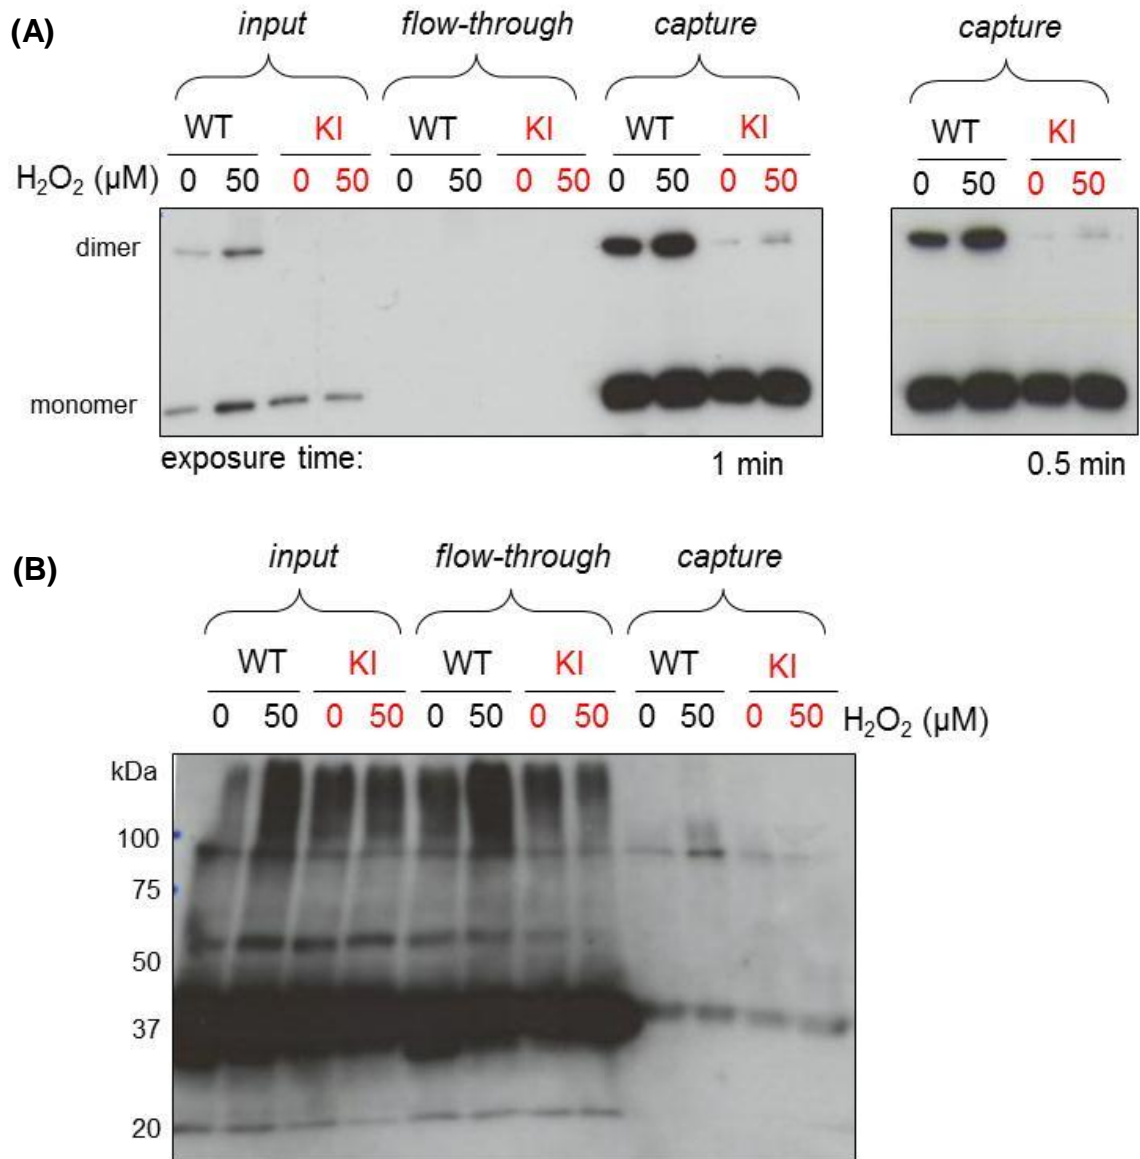 (A)
input flow-through capture capture
WT KI WT KI WT KI WT KI
H₂O₂ (µM) 0 50 0 50 0 50 0 50 0 50 0 50 0 50 0 50
dimer
monomer
exposure time: 1 min 0.5 min
(B)
input flow-through capture
WT KI WT KI WT KI
0 50 0 50 0 50 0 50 0 50 0 50 H₂O₂ (µM)
kDa
100
75
50
37
20